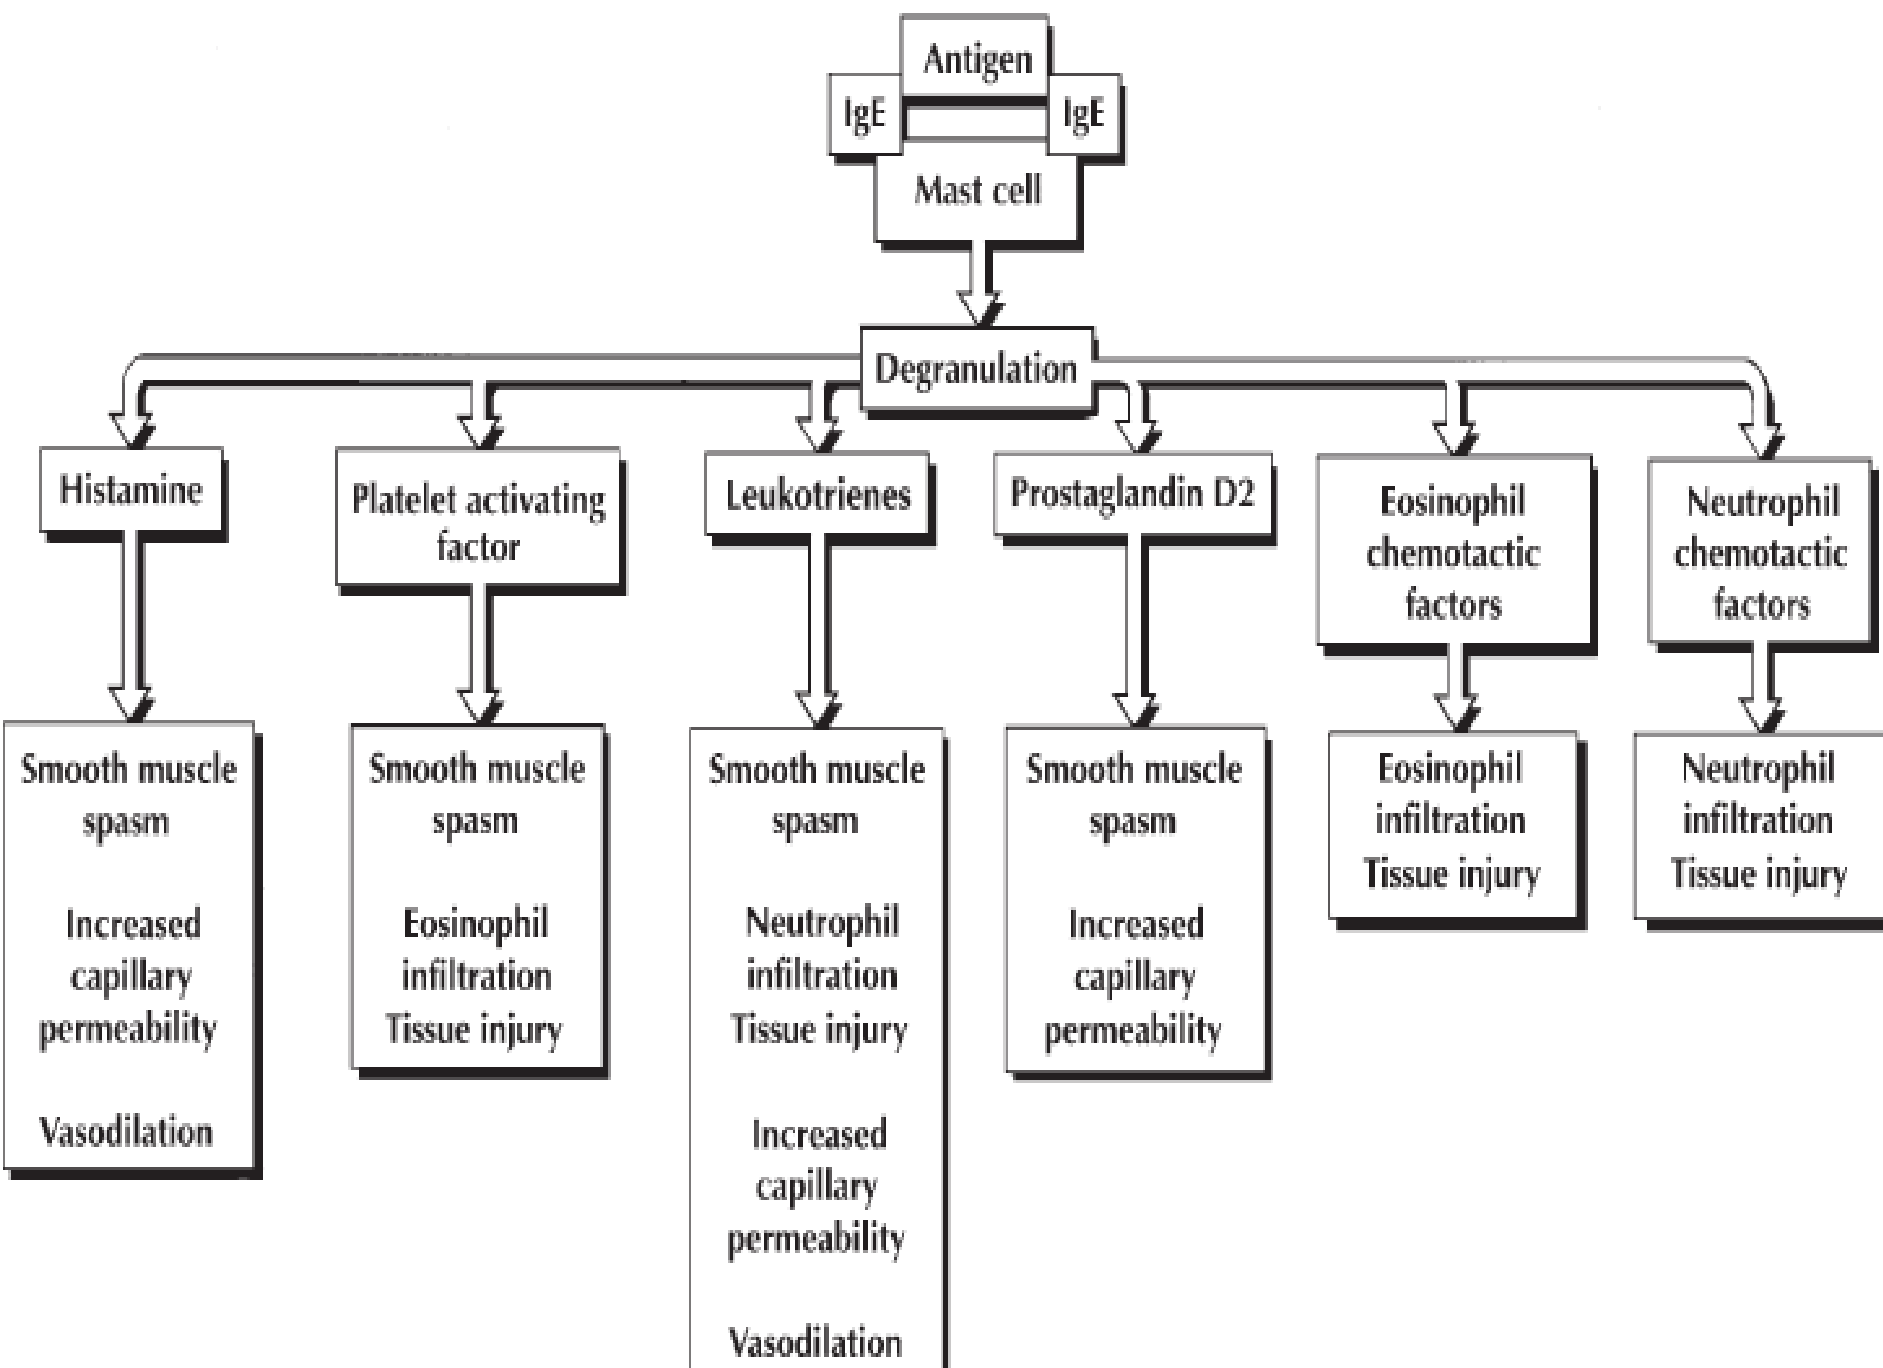 Antigen
IgE
IgE
Mast cell
Degranulation
Histamine
Platelet activating
factor
Leukotrienes
Prostaglandin D2
Eosinophil
chemotactic
factors
Neutrophil
chemotactic
factors
Smooth muscle
spasm
Increased
capillary
permeability
Vasodilation
Smooth muscle
spasm
Eosinophil
infiltration
Tissue injury
Smooth muscle
spasm
Neutrophil
infiltration
Tissue injury
Increased
capillary
permeability
Vasodilation
Smooth muscle
spasm
Increased
capillary
permeability
Eosinophil
infiltration
Tissue injury
Neutrophil
infiltration
Tissue injury